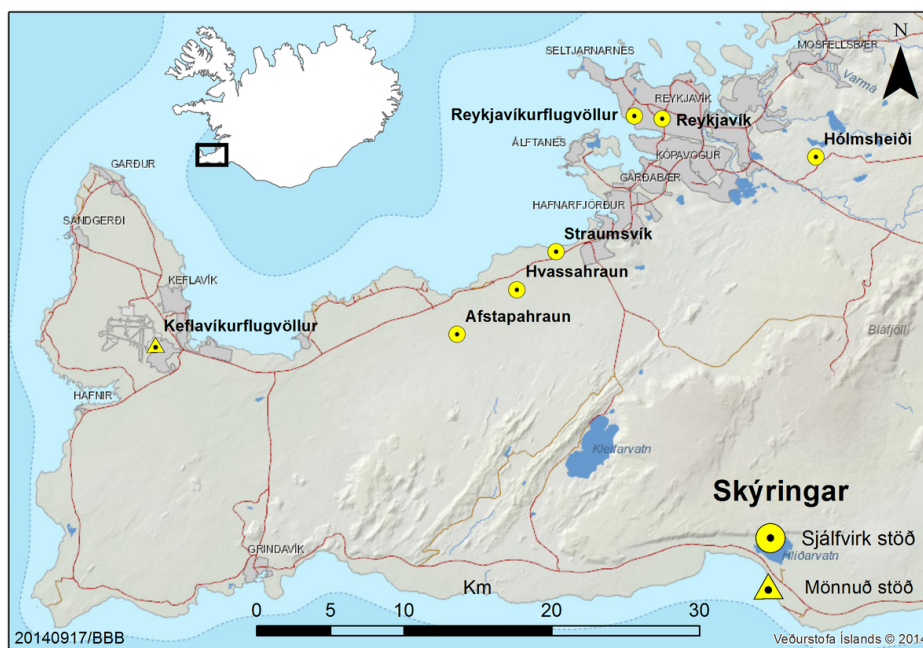 N
MOSFELLSBÆR
SELTJARNARNES
Varmá
REYKJAVÍK
Reykjavíkurflugvöllur
Reykjavík
Hólmsheiði
ÁLFTANES
KÓPAVOGUR
GARÐABÆR
GARÐUR
HAFNARFJÖRÐUR
SANDGERÐI
Straumsvík
Hvassahraun
KEFLAVÍK
Afstapahraun
Keflavíkurflugvöllur
Bláfjöll
HAFNIR
Kleifarvatn
Skýringar
Sjálfvirk stöð
Hlíðarvatn
GRINDAVÍK
Km
Mönnuð stöð
0 5 10 20 30
20140917/BBB
Veðurstofa Íslands © 2014